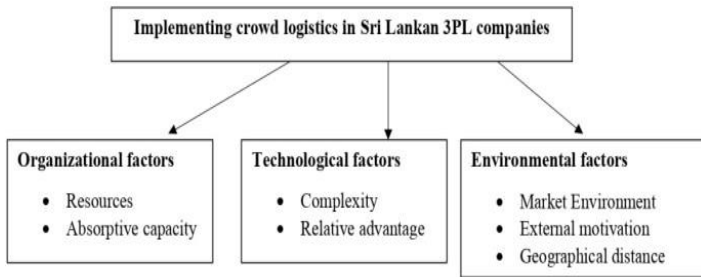 Implementing crowd logistics in Sri Lankan 3PL companies
Organizational factors
• Resources
• Absorptive capacity
Technological factors
• Complexity
• Relative advantage
Environmental factors
• Market Environment
• External motivation
• Geographical distance